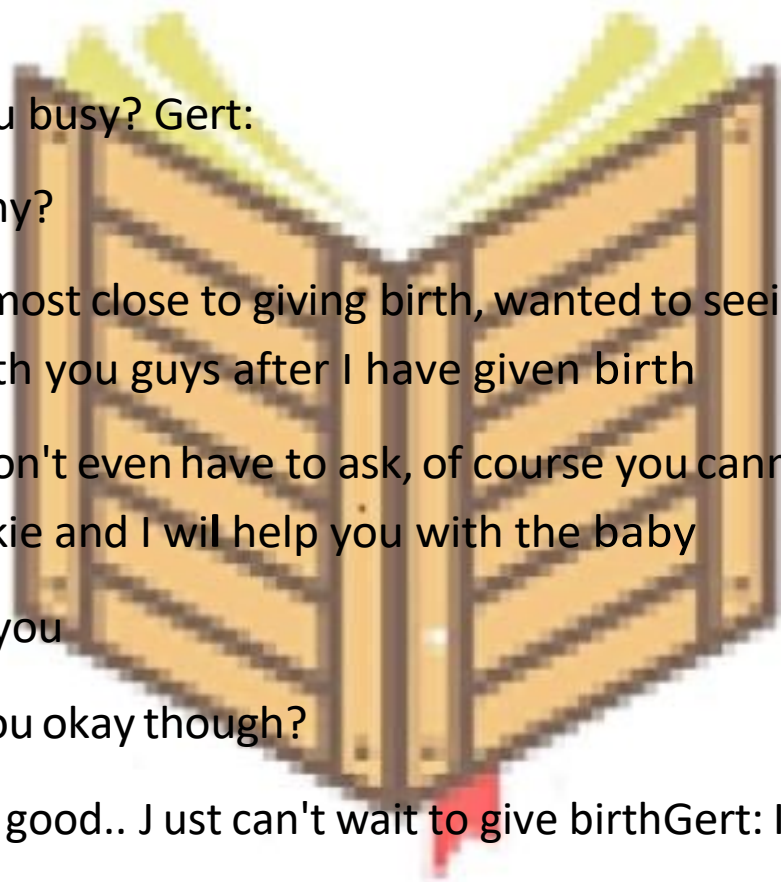 u busy? Gert:
ny?
most close to giving birth, wanted to seei
th you guys after I have given birth
on't even have to ask, of course you cann
kie and I wil help you with the baby
you
ou okay though?
good.. J ust can't wait to give birthGert: I